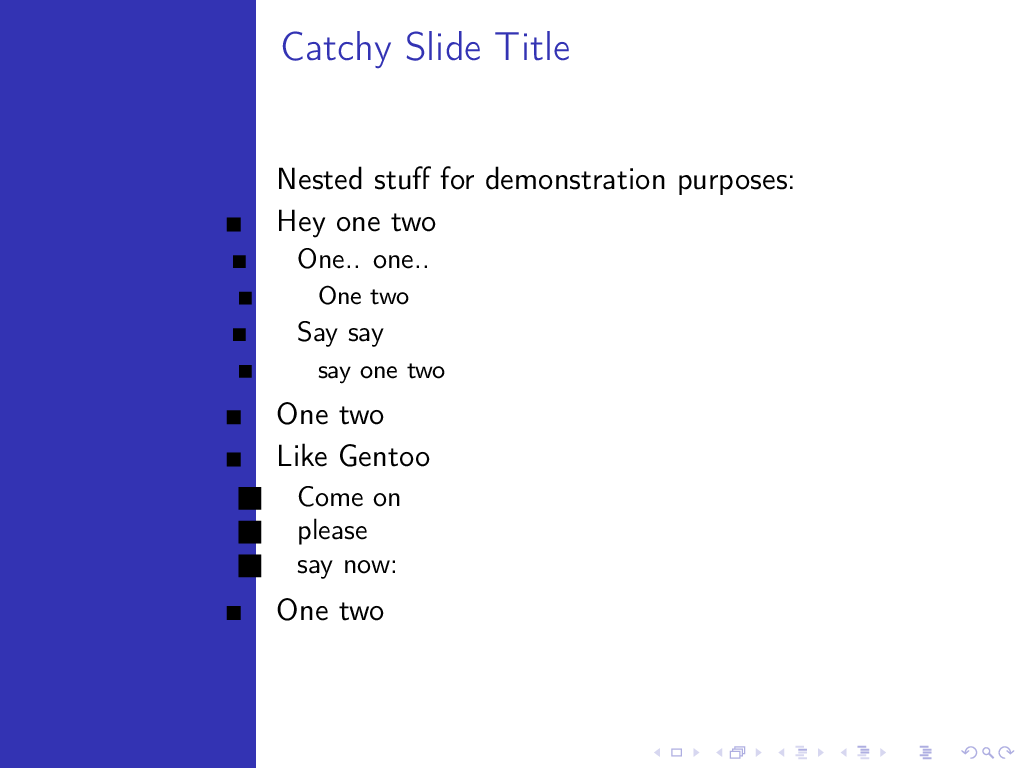 Catchy Slide Title
Nested stuff for demonstration purposes:
Hey one two
One.. one..
One two
Say say
say one two
One two
Like Gentoo
Come on
please
say now:
One two